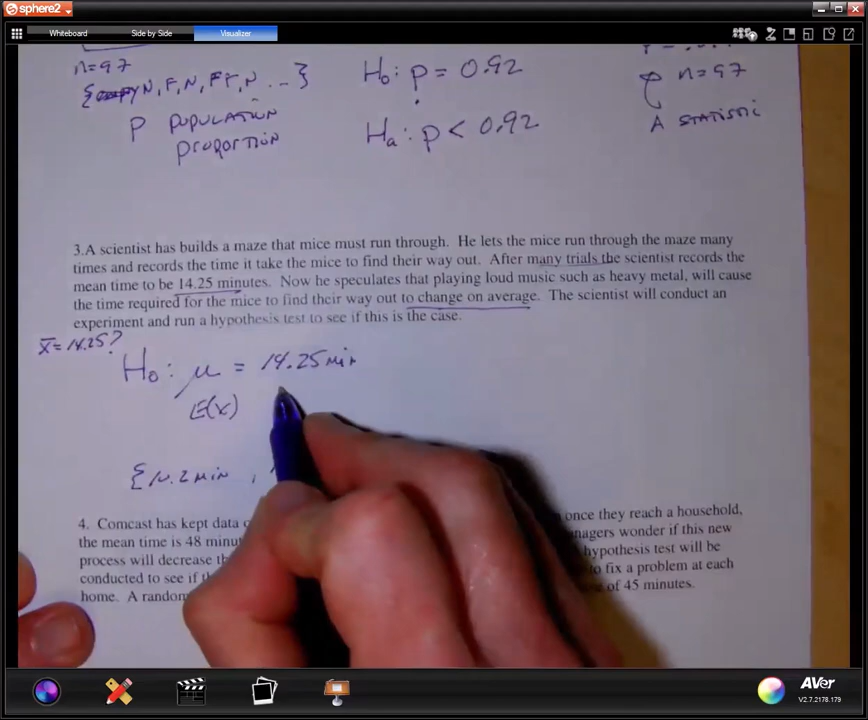 sphere2
Whiteboard Side by Side Visualizer
n=97
N, F, N, FF, N, ... }
P POPULATION
PROPORTION
H0: p = 0.92
Ha: p < 0.92
n=97
A STATISTIC
3.A scientist has builds a maze that mice must run through. He lets the mice run through the maze many
times and records the time it take the mice to find their way out. After many trials the scientist records the
mean time to be 14.25 minutes. Now he speculates that playing loud music such as heavy metal, will cause
the time required for the mice to find their way out to change on average. The scientist will conduct an
experiment and run a hypothesis test to see if this is the case.
x̄=14.25?
H0: μ = 14.25 min
E(x)
{10.2 min ,
4. Comcast has kept data once they reach a household,
the mean time is 48 minu nagers wonder if this new
process will decrease th hypothesis test will be
conducted to see if to fix a problem at each
home. A random of 45 minutes.
AVer
V2.7.2178.179